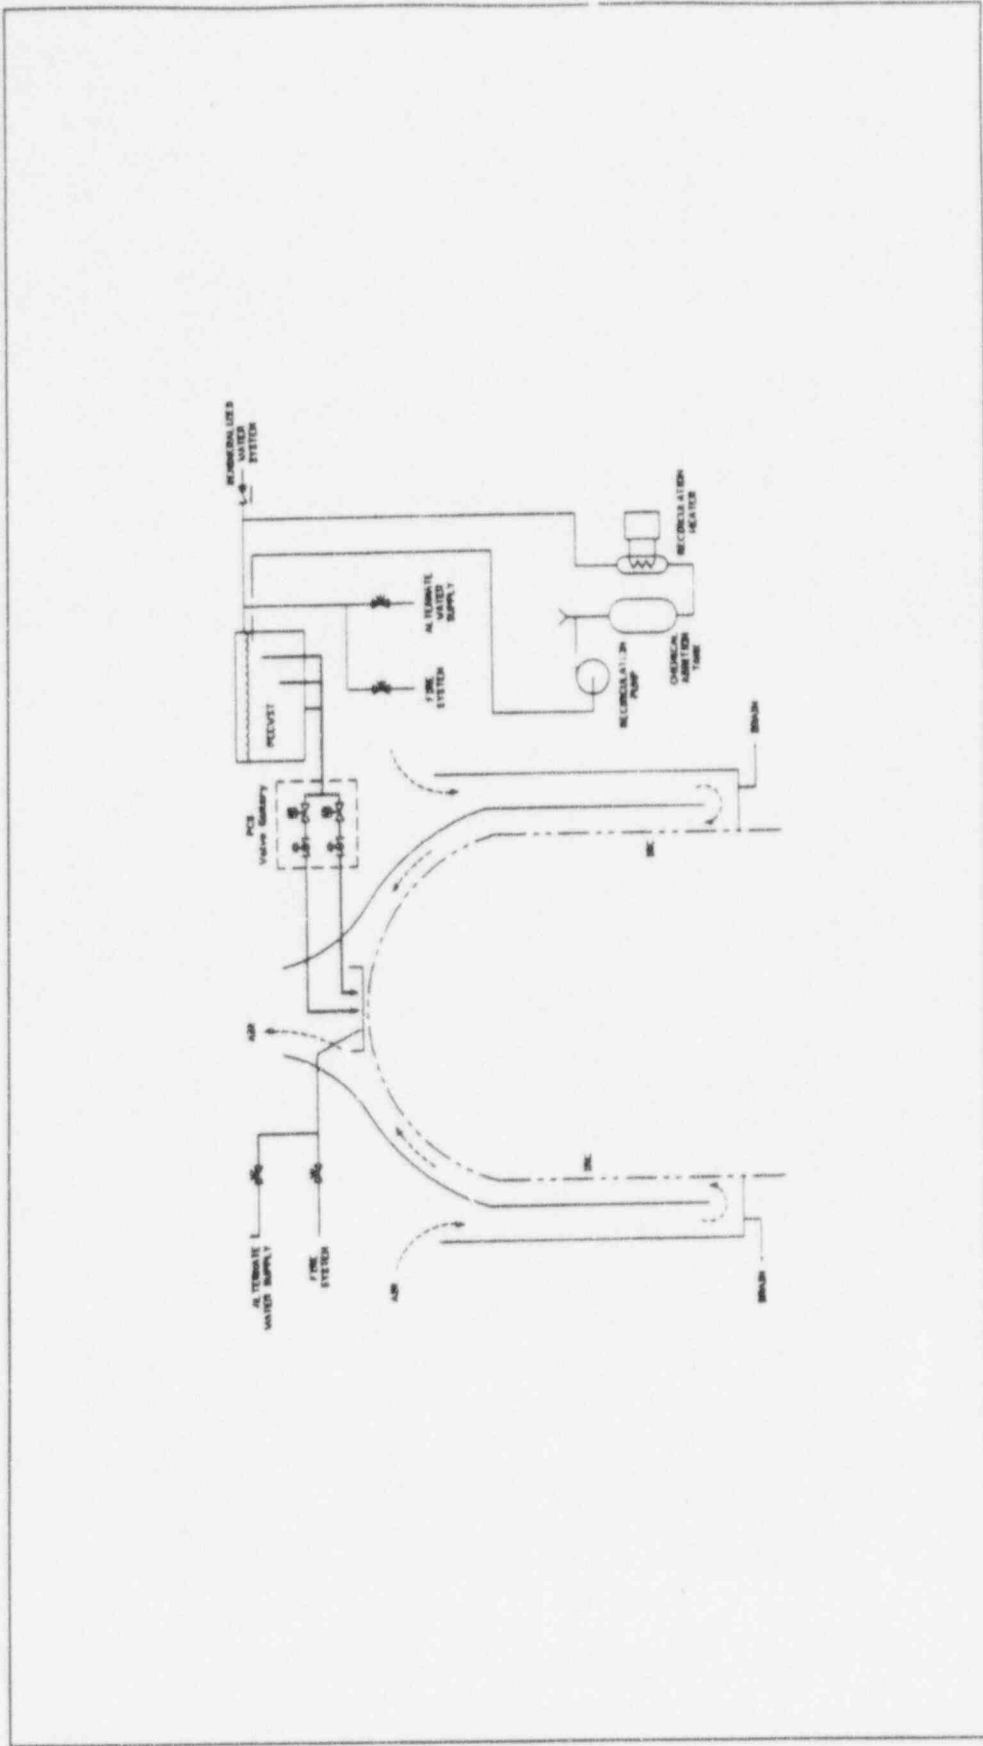 DEMINERALIZED
WATER
SYSTEM
PCCWST
PCS
Valve Gallery
ALTERNATE
WATER
SUPPLY
FIRE
SYSTEM
RECIRCULATION
HEATER
CHEMICAL
ADDITION
TANK
RECIRCULATION
PUMP
DRAIN
AIR
ALTERNATE
WATER SUPPLY
FIRE
SYSTEM
AIR
DRAIN